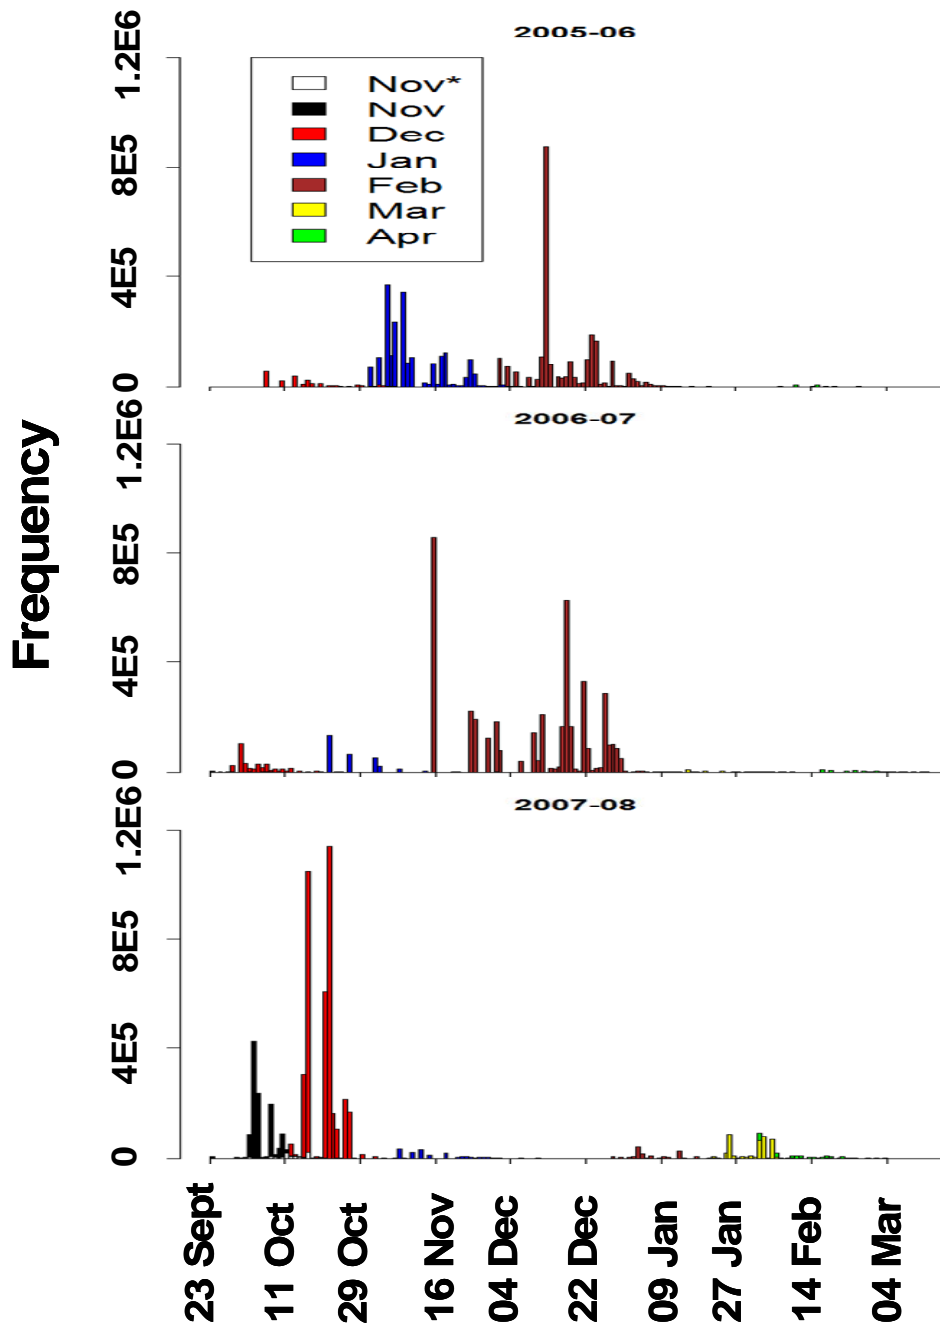 2005-06
1.2E6
8E5
4E5
0
Nov*
Nov
Dec
Jan
Feb
Mar
Apr
Frequency
2006-07
1.2E6
8E5
4E5
0
2007-08
1.2E6
8E5
4E5
0
23 Sept
11 Oct
29 Oct
16 Nov
04 Dec
22 Dec
09 Jan
27 Jan
14 Feb
04 Mar